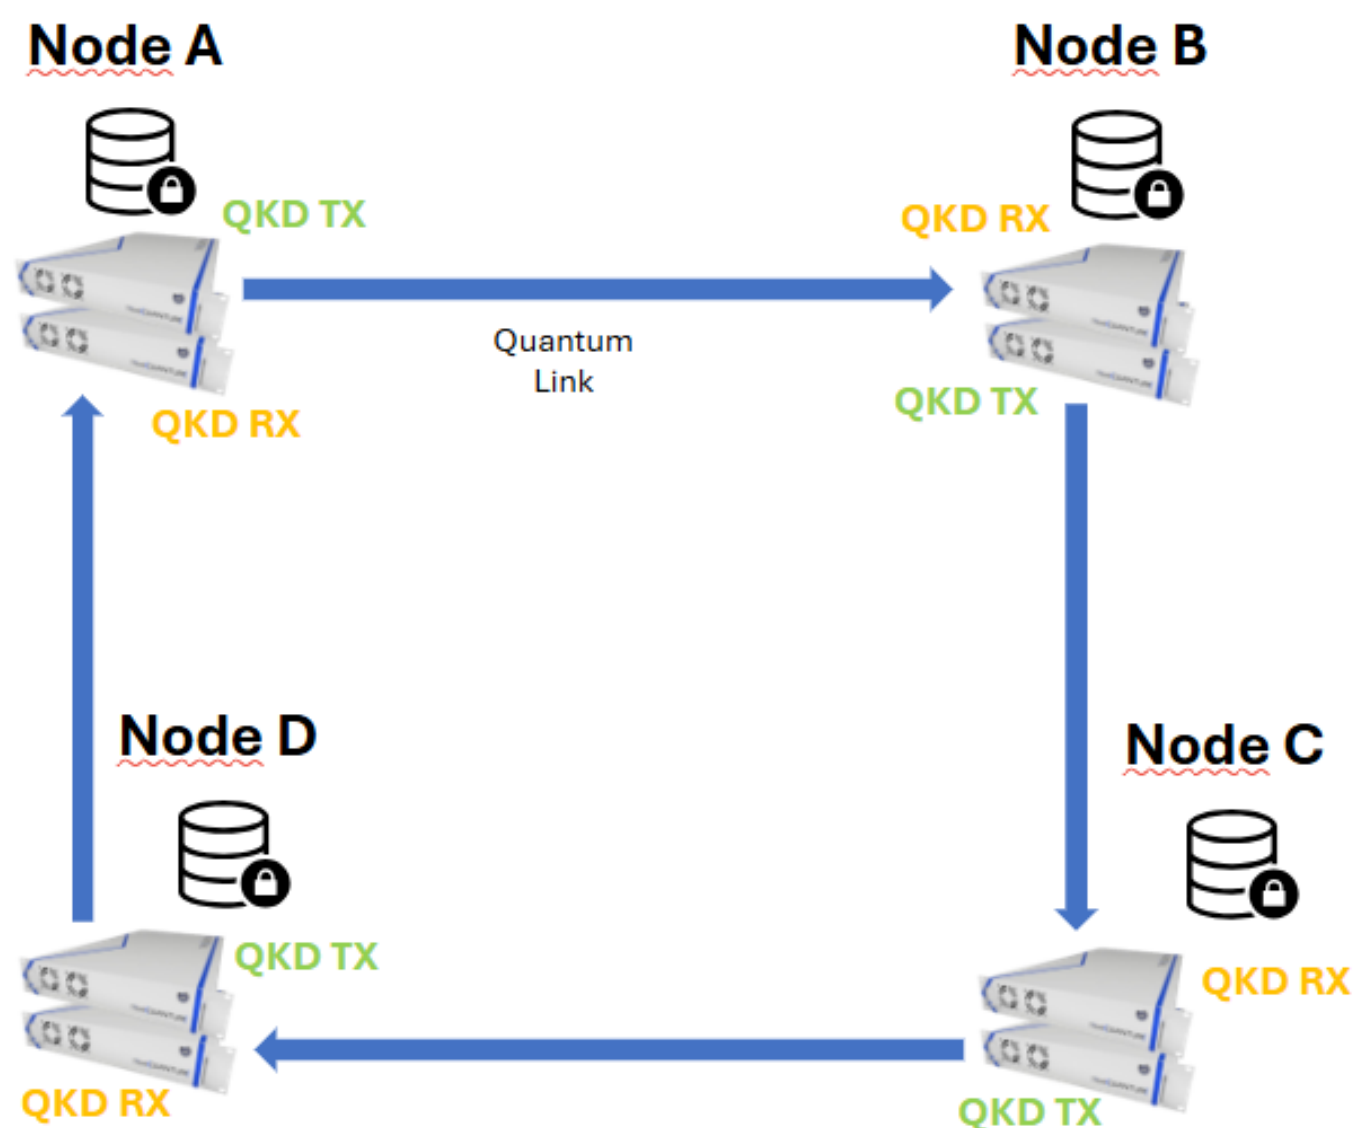 Node A
Node B
QKD TX
QKD RX
Quantum
Link
QKD TX
QKD RX
Node D
Node C
QKD TX
QKD RX
QKD RX
QKD TX